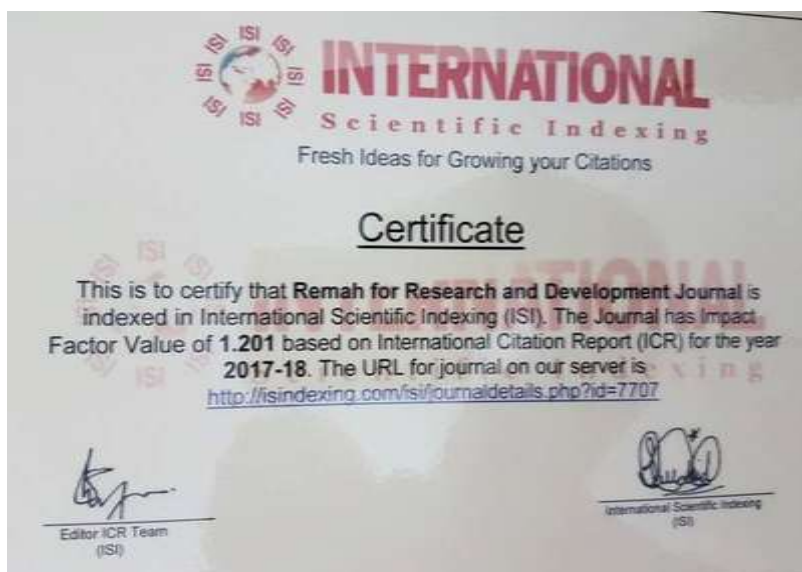 ISI ISI ISI ISI ISI ISI ISI ISI
INTERNATIONAL
Scientific Indexing
Fresh Ideas for Growing your Citations
Certificate
This is to certify that Remah for Research and Development Journal is
indexed in International Scientific Indexing (ISI). The Journal has Impact
Factor Value of 1.201 based on International Citation Report (ICR) for the year
2017-18. The URL for journal on our server is
http://isindexing.com/isi/journaldetails.php?id=7707
Editor ICR Team
(ISI)
International Scientific Indexing
(ISI)